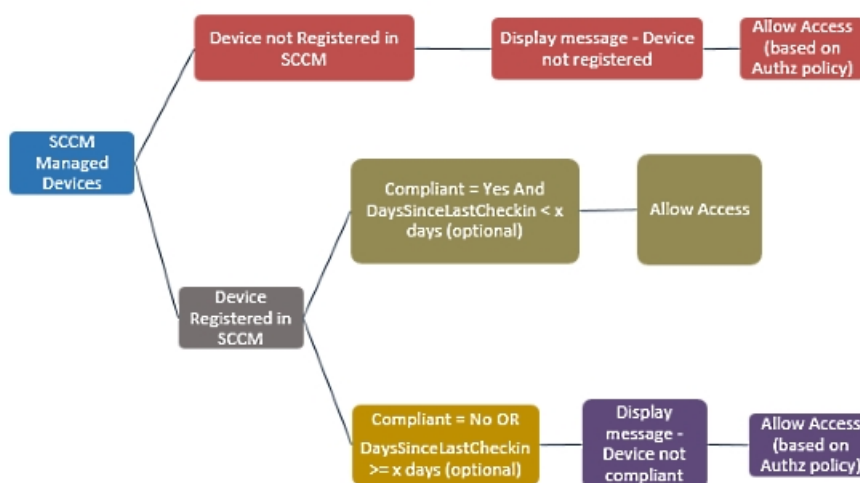 Device not Registered in
SCCM
Display message - Device
not registered
Allow Access
(based on
Authz policy)
SCCM
Managed
Devices
Compliant = Yes And
DaysSinceLastCheckin < x
days (optional)
Allow Access
Device
Registered in
SCCM
Compliant = No OR
DaysSinceLastCheckin
>= x days (optional)
Display
message -
Device not
compliant
Allow Access
(based on
Authz policy)